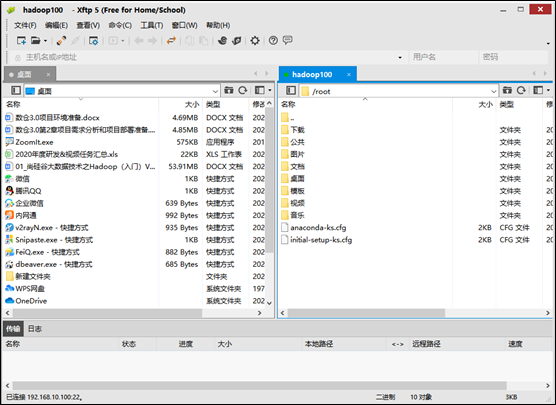 hadoop100 - Xftp 5 (Free for Home/School)
文件(F) 编辑(E) 查看(V) 命令(C) 工具(T) 窗口(W) 帮助(H)
主机名或IP地址 用户名 密码
桌面 hadoop100
桌面 /root
名称 大小 类型 修改
数仓3.0项目环境准备.docx 4.69MB DOCX 文档 202
数仓3.0第2章项目需求分析和项目部署准备.... 4.85MB DOCX 文档 202
ZoomIt.exe 575KB 应用程序 201
2020年度研发&视频任务汇总.xls 22KB XLS 工作表 202
01_尚硅谷大数据技术之Hadoop（入门）V... 53.91MB DOCX 文档 202
微信 1KB 快捷方式 202
腾讯QQ 1KB 快捷方式 202
企业微信 639 Bytes 快捷方式 202
内网通 992 Bytes 快捷方式 202
v2rayN.exe - 快捷方式 935 Bytes 快捷方式 202
Snipaste.exe - 快捷方式 1KB 快捷方式 202
FeiQ.exe - 快捷方式 882 Bytes 快捷方式 202
dbeaver.exe - 快捷方式 685 Bytes 快捷方式 202
新建文件夹 文件夹 202
WPS网盘 系统文件夹 197
OneDrive 系统文件夹 202
名称 大小 类型 修
..
下载 文件夹 20
公共 文件夹 20
图片 文件夹 20
文档 文件夹 20
桌面 文件夹 20
模板 文件夹 20
视频 文件夹 20
音乐 文件夹 20
anaconda-ks.cfg 2KB CFG 文件 20
initial-setup-ks.cfg 2KB CFG 文件 20
传输 日志
名称 状态 进度 大小 本地路径 <-> 远程路径 速度
已连接 192.168.10.100:22。 二进制 10 对象 3KB